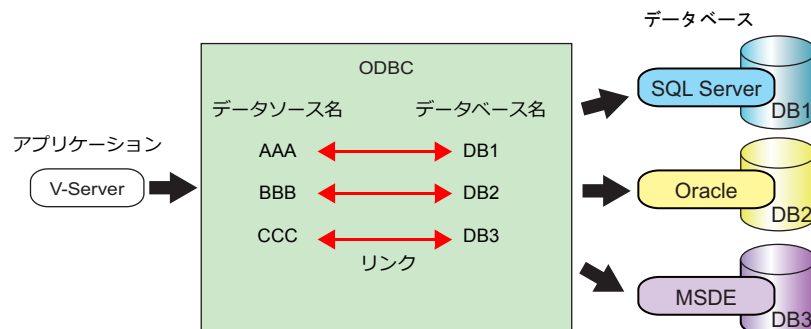 データベース
ODBC
SQL Server
DB1
データソース名 データベース名
アプリケーション
V-Server
AAA DB1
BBB DB2
CCC DB3
リンク
Oracle
DB2
MSDE
DB3